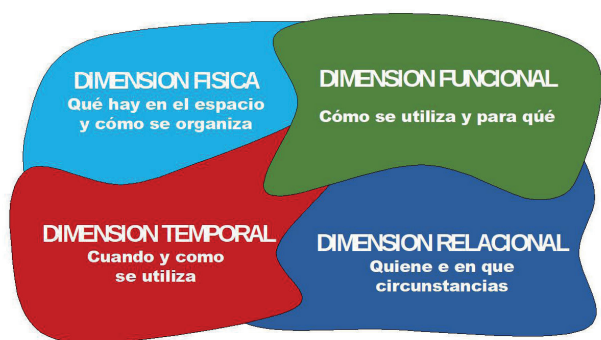 DIMENSION FISICA
Qué hay en el espacio
y cómo se organiza
DIMENSION FUNCIONAL
Cómo se utiliza y para qúé
DIMENSION TEMPORAL
Cuando y como
se utiliza
DIMENSION RELACIONAL
Quiene e en que
circunstancias